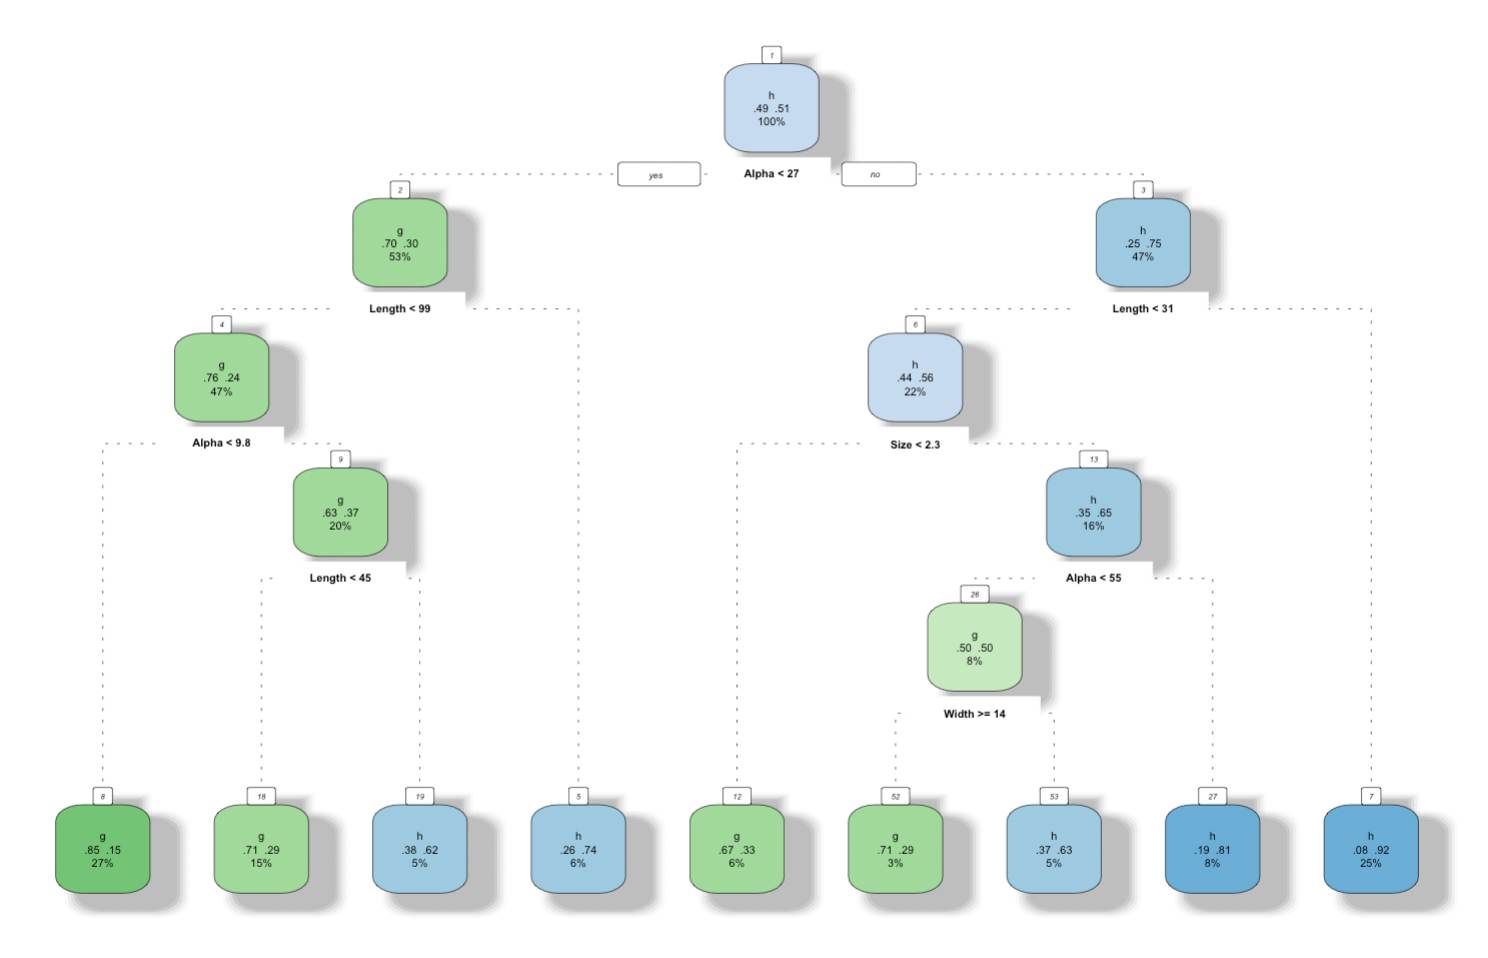 1
h
.49 .51
100%
yes
Alpha < 27
no
2
g
.70 .30
53%
3
h
.25 .75
47%
Length < 99
Length < 31
4
g
.76 .24
47%
6
h
.44 .56
22%
Alpha < 9.8
Size < 2.3
9
g
.63 .37
20%
13
h
.35 .65
16%
Length < 45
Alpha < 55
26
g
.50 .50
8%
Width >= 14
8
g
.85 .15
27%
18
g
.71 .29
15%
19
h
.38 .62
5%
5
h
.26 .74
6%
12
g
.67 .33
6%
52
g
.71 .29
3%
53
h
.37 .63
5%
27
h
.19 .81
8%
7
h
.08 .92
25%